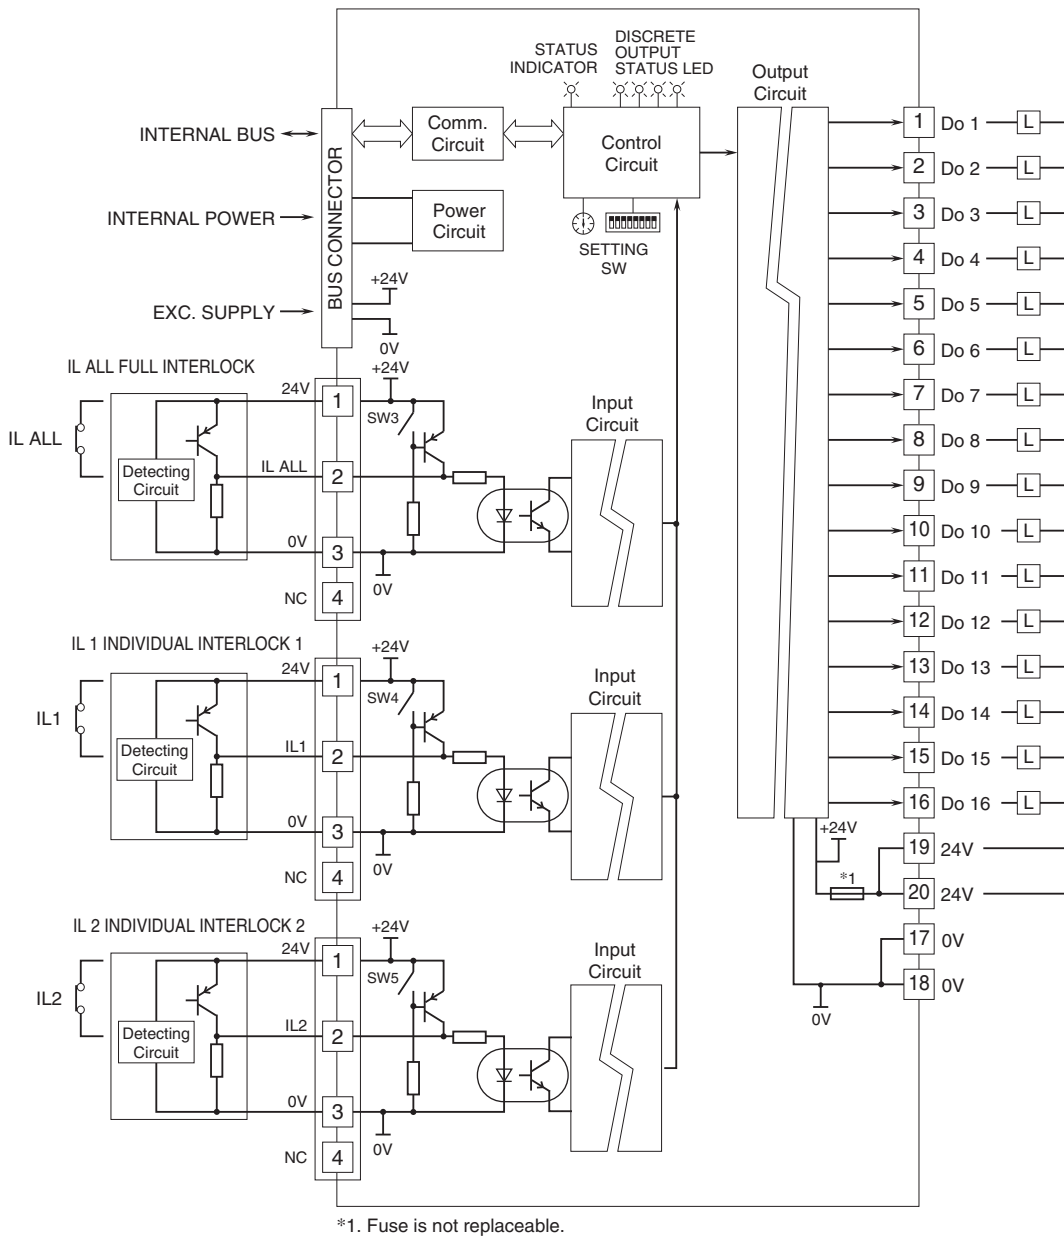 STATUS
INDICATOR
DISCRETE
OUTPUT
STATUS LED
Output
Circuit
INTERNAL BUS
INTERNAL POWER
EXC. SUPPLY
BUS CONNECTOR
Comm.
Circuit
Power
Circuit
Control
Circuit
SETTING
SW
+24V
0V
1 Do 1 L
2 Do 2 L
3 Do 3 L
4 Do 4 L
5 Do 5 L
6 Do 6 L
7 Do 7 L
8 Do 8 L
9 Do 9 L
10 Do 10 L
11 Do 11 L
12 Do 12 L
13 Do 13 L
14 Do 14 L
15 Do 15 L
16 Do 16 L
+24V
19 24V
*1
20 24V
17 0V
18 0V
0V
IL ALL FULL INTERLOCK
IL ALL
Detecting
Circuit
24V
IL ALL
0V
NC
1
2
3
4
+24V
SW3
0V
Input
Circuit
IL 1 INDIVIDUAL INTERLOCK 1
IL1
Detecting
Circuit
24V
IL1
0V
NC
1
2
3
4
+24V
SW4
0V
Input
Circuit
IL 2 INDIVIDUAL INTERLOCK 2
IL2
Detecting
Circuit
24V
IL2
0V
NC
1
2
3
4
+24V
SW5
0V
Input
Circuit
*1. Fuse is not replaceable.